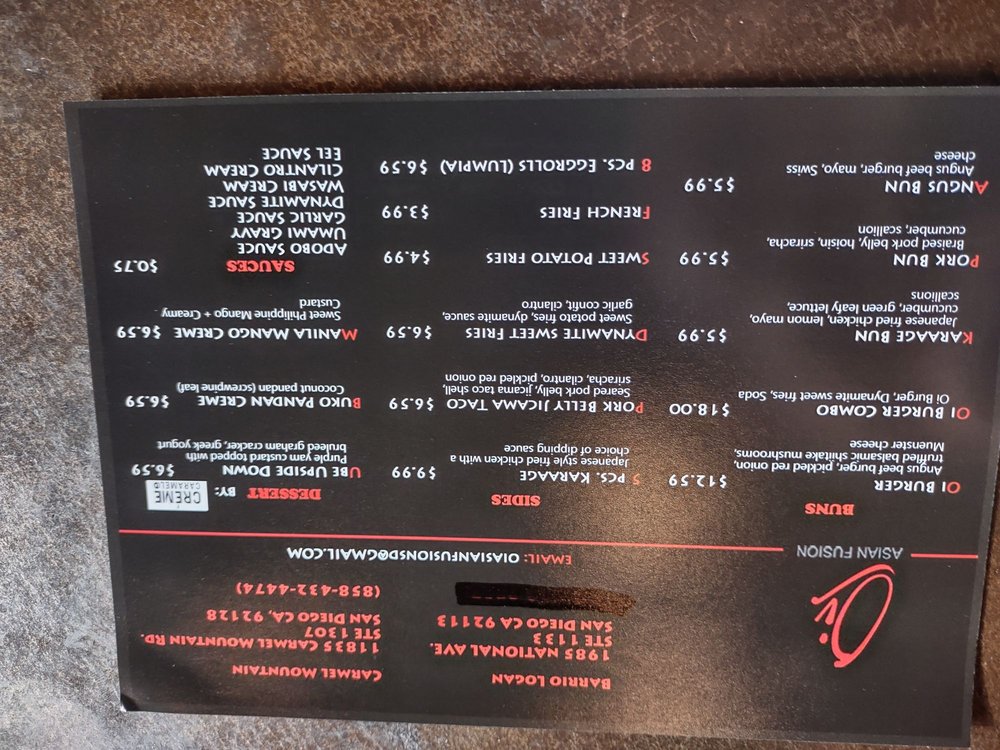 Oi
ASIAN FUSION
BARRIO LOGAN
1985 NATIONAL AVE.
STE 1133
SAN DIEGO CA 92113
CARMEL MOUNTAIN
11835 CARMEL MOUNTAIN RD.
STE 1307
SAN DIEGO CA, 92128
(858-432-4474)
EMAIL: OIASIANFUSIONSD@GMAIL.COM
BUNS
OI BURGER $12.59
Angus beef burger, pickled red onion,
truffled balsamic shitake mushrooms,
Muenster cheese
OI BURGER COMBO $18.00
OI Burger, Dynamite sweet fries, Oi Soda
KARAAGE BUN $5.99
Japanese fried chicken, lemon mayo,
cucumber, green leafy lettuce,
scallions
PORK BUN $5.99
Braised pork belly, hoisin, sriracha,
cucumber, scallion
ANGUS BUN $5.99
Angus beef burger, mayo, Swiss
cheese
SIDES
5 PCS. KARAAGE $9.99
Japanese style fried chicken with a
choice of dipping sauce
PORK BELLY JICAMA TACO $6.59
Seared pork belly, jicama taco shell,
sriracha, cilantro, pickled red onion
DYNAMITE SWEET FRIES $6.59
Sweet potato fries, dynamite sauce,
garlic confit, cilantro
SWEET POTATO FRIES $4.99
FRENCH FRIES $3.99
8 PCS. EGGROLLS (LUMPIA) $6.59
DESSERT BY: CRÈME CARAMEL©
UBE UPSIDE DOWN $6.59
Purple yam custard topped with
bruleed graham cracker, greek yogurt
BUKO PANDAN CREME $6.59
Coconut pandan (screwpine leaf)
MANILA MANGO CREME $6.59
Sweet Philippine Mango + Creamy
Custard
SAUCES $0.75
ADOBO SAUCE
UMAMI GRAVY
GARLIC SAUCE
DYNAMITE SAUCE
WASABI CREAM
CILANTRO CREAM
EEL SAUCE